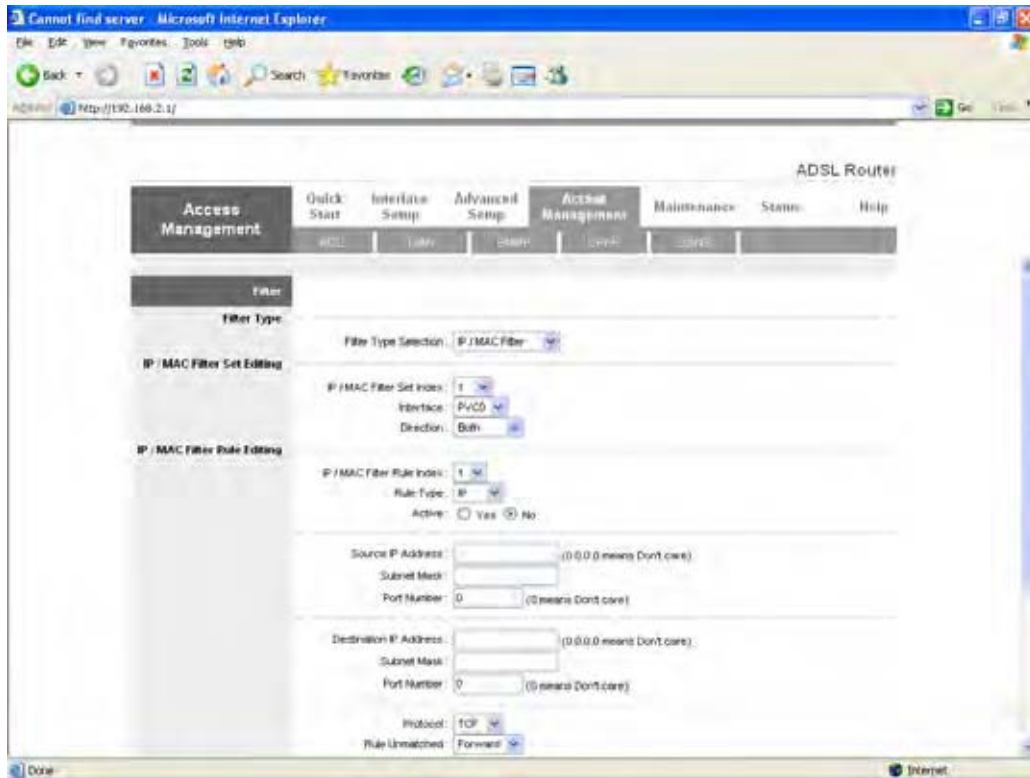 Cannot find server - Microsoft Internet Explorer
File Edit View Favorites Tools Help
Back Search Favorites
http://192.168.2.1/ Go
ADSL Router
Access Management
Quick Start
Interface Setup
Advanced Setup
Access Management
Maintenance
Status
Help
ACL
Filter
Filter Type
Filter Type Selection : IP / MAC Filter
IP / MAC Filter Set Editing
IP / MAC Filter Set Index : 1
Interface : PVC0
Direction : Both
IP / MAC Filter Rule Editing
IP / MAC Filter Rule Index : 1
Rule Type : IP
Active : Yes No
Source IP Address : (0.0.0.0 means Don't care)
Subnet Mask :
Port Number : 0 (0 means Don't care)
Destination IP Address : (0.0.0.0 means Don't care)
Subnet Mask :
Port Number : 0 (0 means Don't care)
Protocol : TCP
Rule Unmatched : Forward
Done Internet